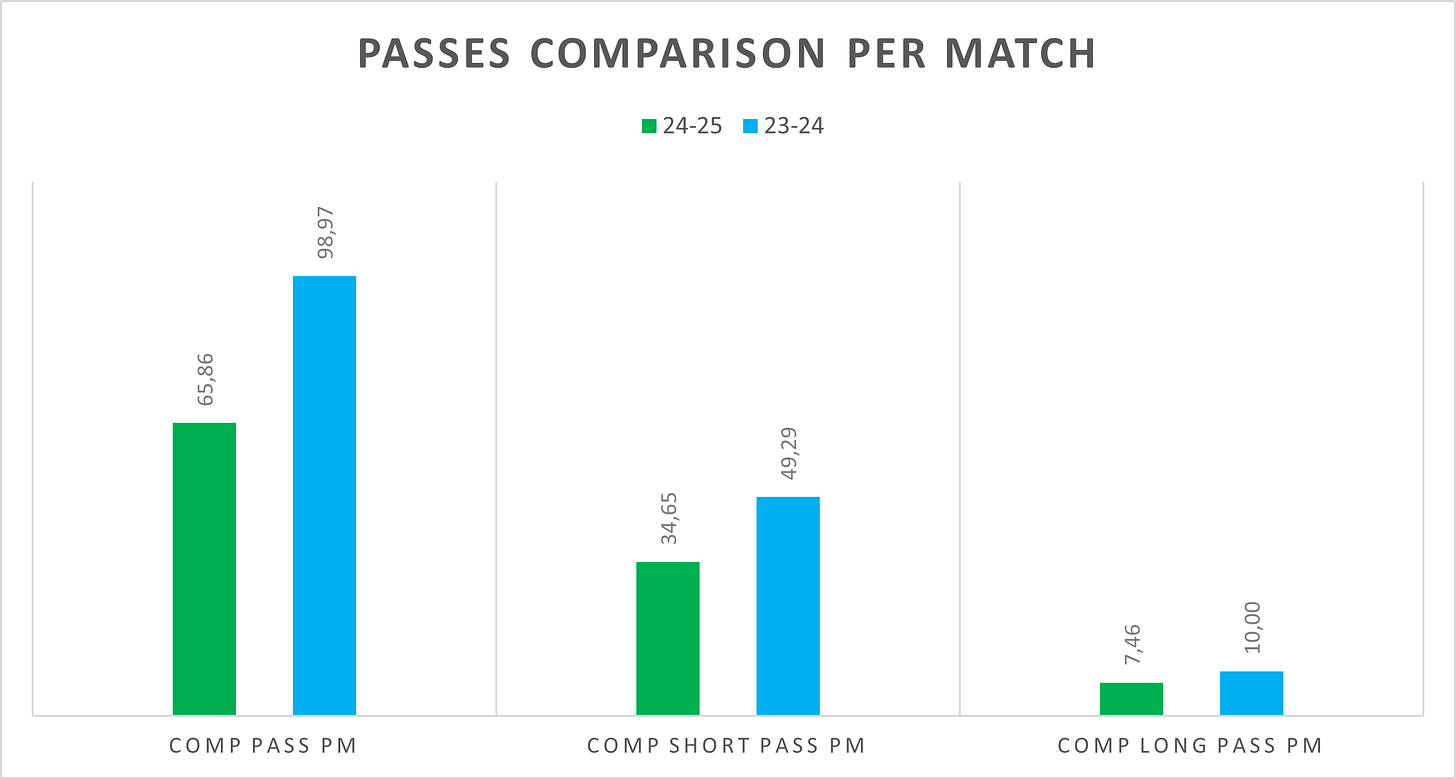 PASSES COMPARISON PER MATCH
24-25 23-24
65,86
98,97
34,65
49,29
7,46
10,00
COMP PASS PM
COMP SHORT PASS PM
COMP LONG PASS PM